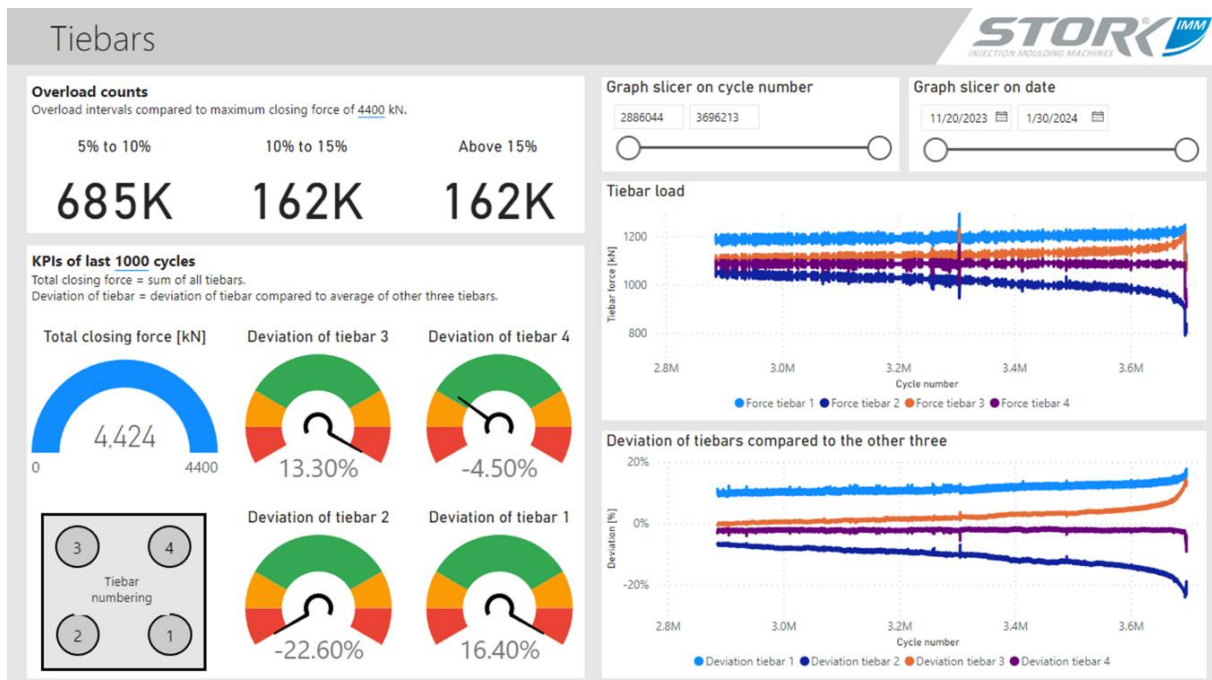 Tiebars
STORK IMM
INJECTION MOULDING MACHINES
Overload counts
Overload intervals compared to maximum closing force of 4400 kN.
5% to 10%
10% to 15%
Above 15%
685K
162K
162K
KPIs of last 1000 cycles
Total closing force = sum of all tiebars.
Deviation of tiebar = deviation of tiebar compared to average of other three tiebars.
Total closing force [kN]
4,424
0
4400
Deviation of tiebar 3
13.30%
Deviation of tiebar 4
-4.50%
3
4
Tiebar
numbering
2
1
Deviation of tiebar 2
-22.60%
Deviation of tiebar 1
16.40%
Graph slicer on cycle number
2886044
3696213
Graph slicer on date
11/20/2023
1/30/2024
Tiebar load
Tiebar force [kN]
1200
1000
800
2.8M
3.0M
3.2M
3.4M
3.6M
Cycle number
Force tiebar 1
Force tiebar 2
Force tiebar 3
Force tiebar 4
Deviation of tiebars compared to the other three
Deviation [%]
20%
0%
-20%
2.8M
3.0M
3.2M
3.4M
3.6M
Cycle number
Deviation tiebar 1
Deviation tiebar 2
Deviation tiebar 3
Deviation tiebar 4